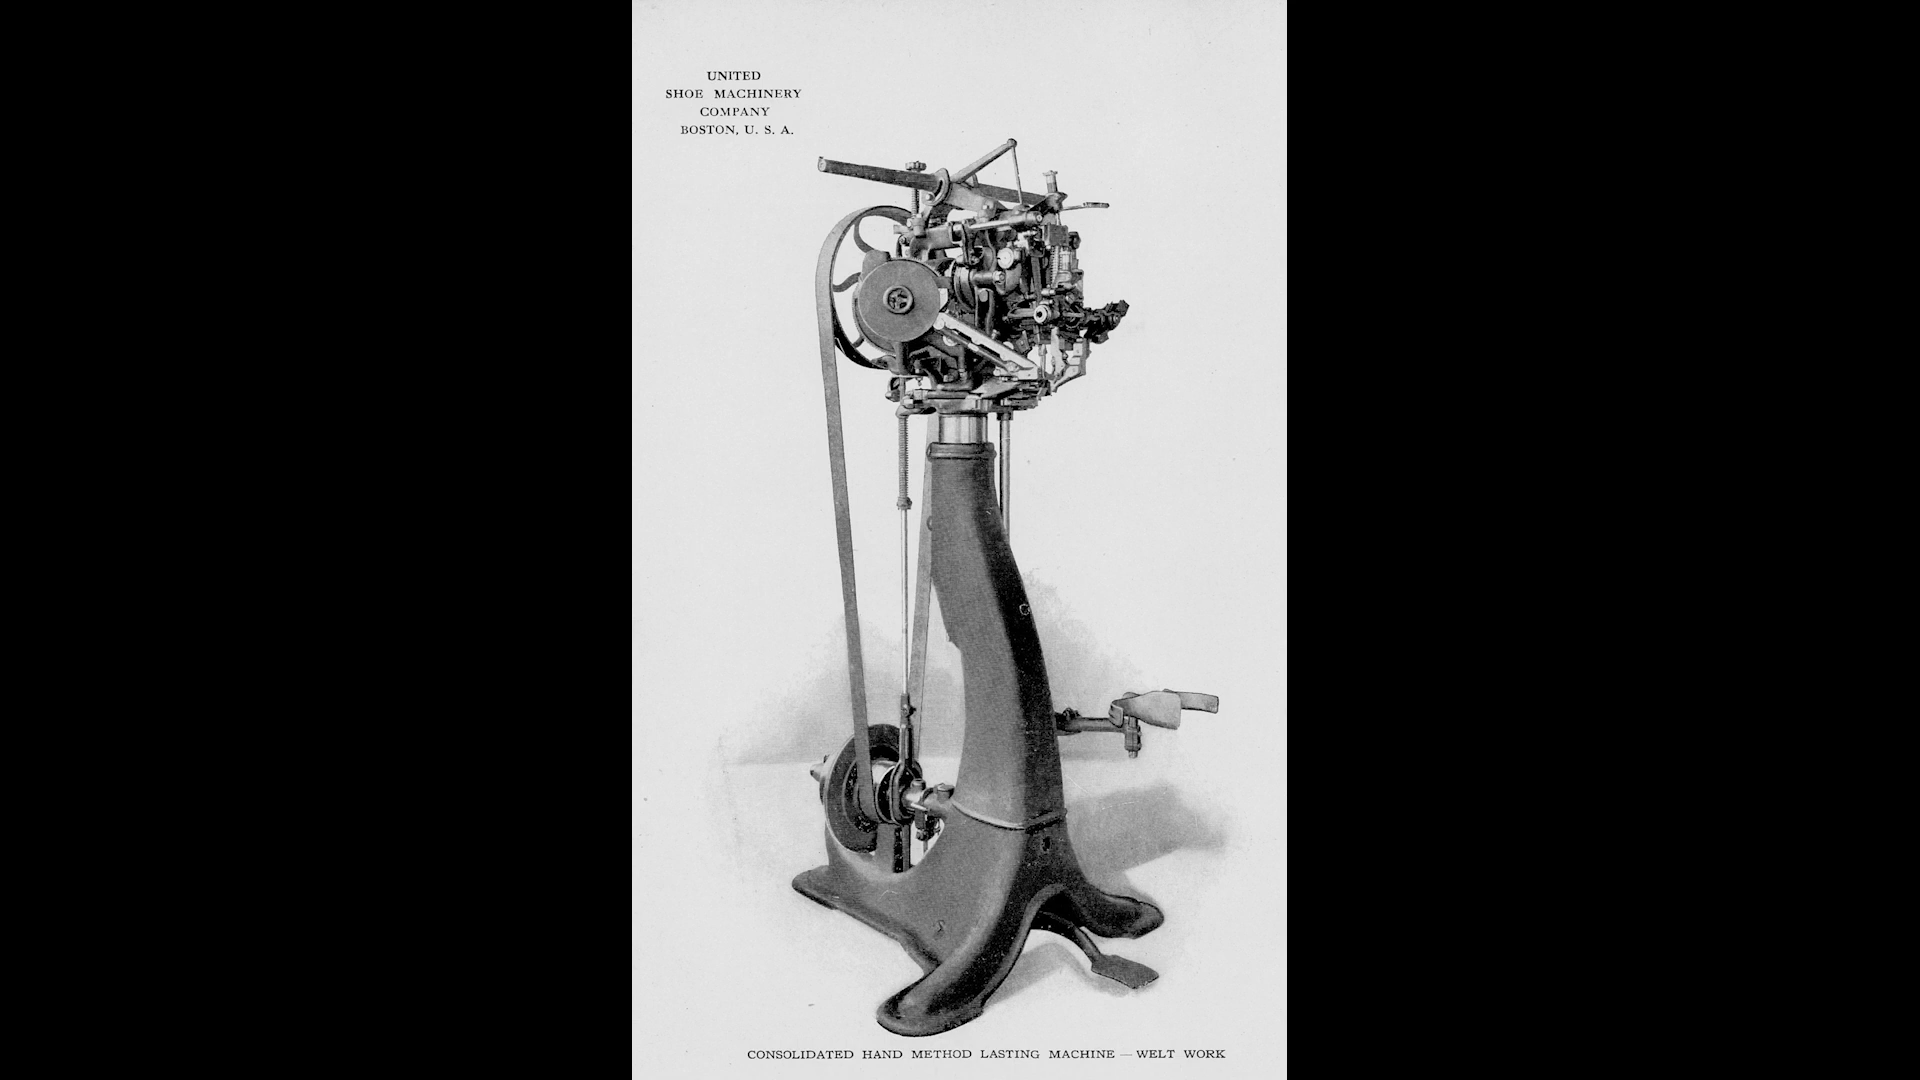 UNITED
SHOE MACHINERY
COMPANY
BOSTON, U. S. A.
CONSOLIDATED HAND METHOD LASTING MACHINE — WELT WORK